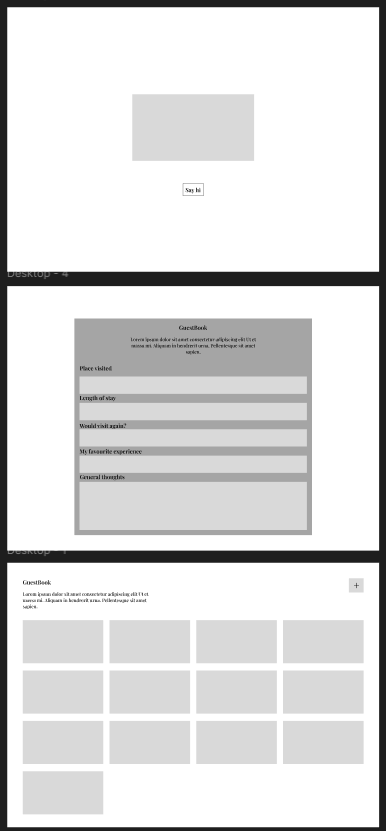 Say hi
Desktop - 4
GuestBook
Lorem ipsum dolor sit amet consectetur adipiscing elit Ut et
massa mi. Aliquam in hendrerit urna. Pellentesque sit amet
sapien.
Place visited
Length of stay
Would visit again?
My favourite experience
General thoughts
Desktop - 1
GuestBook
Lorem ipsum dolor sit amet consectetur adipiscing elit Ut et
massa mi. Aliquam in hendrerit urna. Pellentesque sit amet
sapien.
+